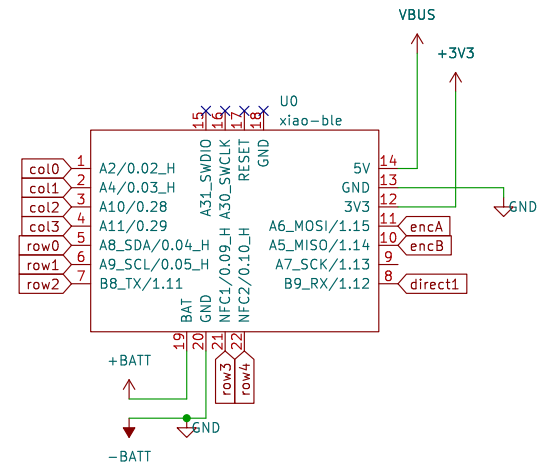 VBUS
+3V3
U0
xiao-ble
15 16 17 18
A31_SWDIO
A30_SWCLK
RESET
GND
col0 1 A2/0.02_H
col1 2 A4/0.03_H
col2 3 A10/0.28
col3 4 A11/0.29
row0 5 A8_SDA/0.04_H
row1 6 A9_SCL/0.05_H
row2 7 B8_TX/1.11
5V 14
GND 13
3V3 12
GND
A6_MOSI/1.15 11 encA
A5_MISO/1.14 10 encB
A7_SCK/1.13 9
B9_RX/1.12 8 direct1
BAT
GND
NFC1/0.09_H
NFC2/0.10_H
19 20 21 22
row3
row4
+BATT
GND
-BATT